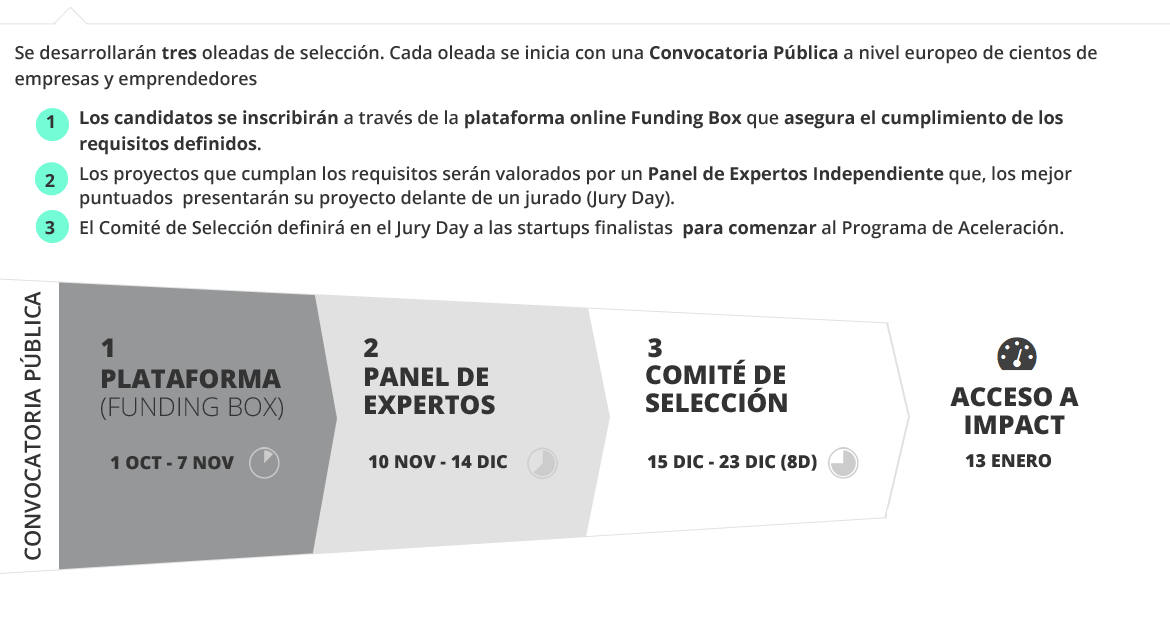 Se desarrollarán tres oleadas de selección. Cada oleada se inicia con una Convocatoria Pública a nivel europeo de cientos de
empresas y emprendedores
1 Los candidatos se inscribirán a través de la plataforma online Funding Box que asegura el cumplimiento de los
requisitos definidos.
2 Los proyectos que cumplan los requisitos serán valorados por un Panel de Expertos Independiente que, los mejor
puntuados presentarán su proyecto delante de un jurado (Jury Day).
3 El Comité de Selección definirá en el Jury Day a las startups finalistas para comenzar al Programa de Aceleración.
CONVOCATORIA PÚBLICA
1
PLATAFORMA
(FUNDING BOX)
1 OCT - 7 NOV
2
PANEL DE
EXPERTOS
10 NOV - 14 DIC
3
COMITÉ DE
SELECCIÓN
15 DIC - 23 DIC (8D)
ACCESO A
IMPACT
13 ENERO